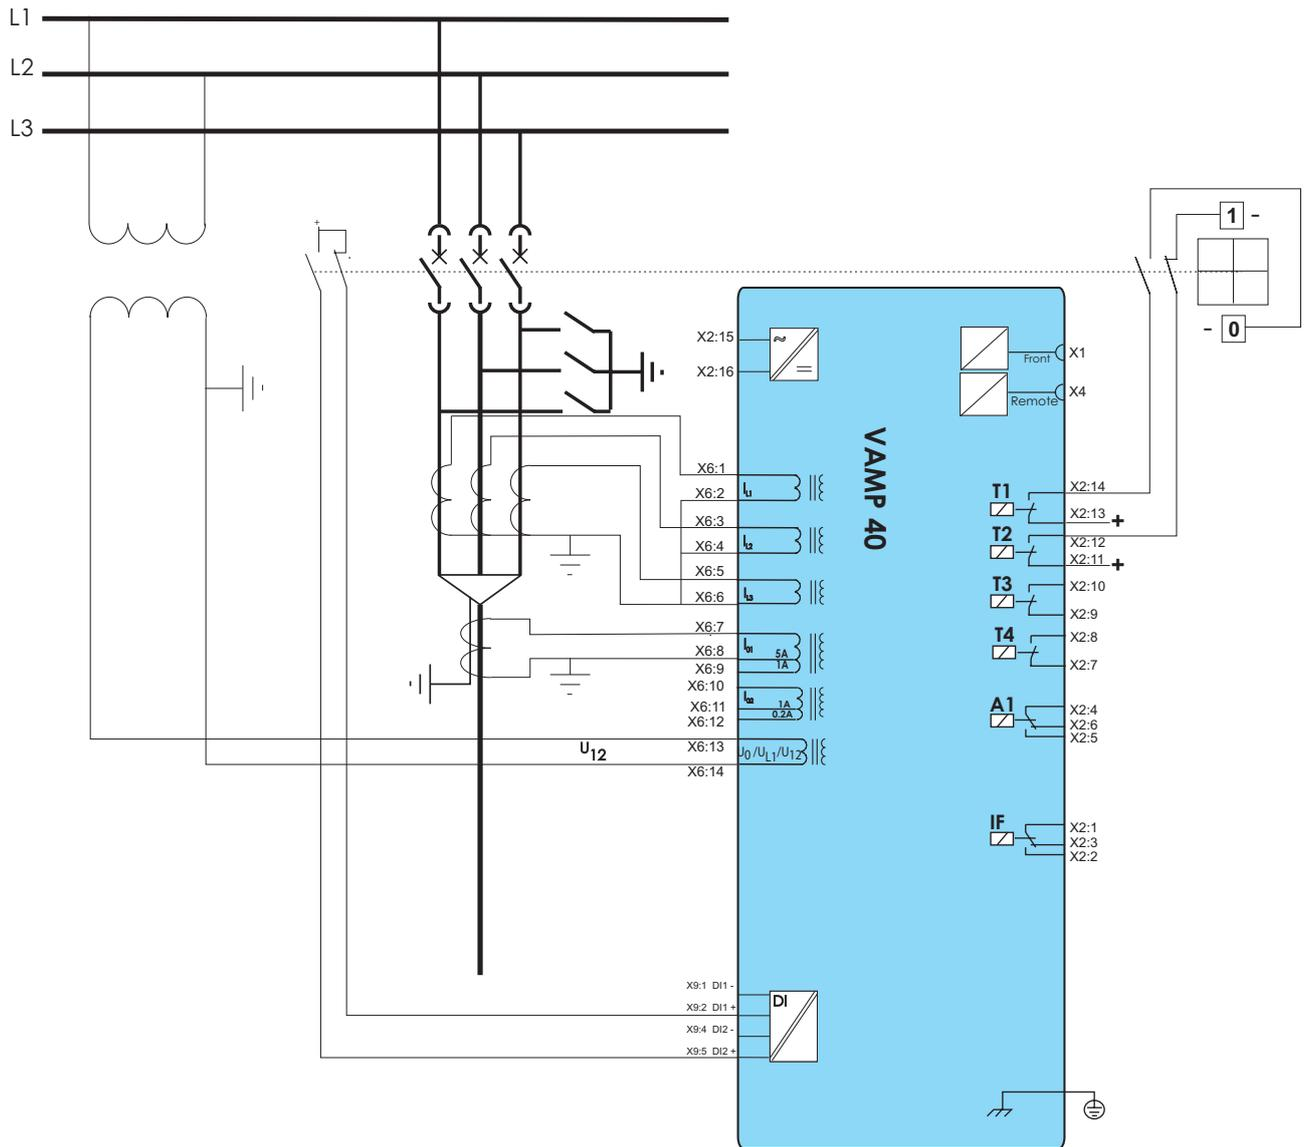 L1
L2
L3
+
1 -
- 0
X2:15
X2:16
~
=
Front
X1
Remote
X4
VAMP 40
X6:1
X6:2
IL1
X6:3
X6:4
IL2
X6:5
X6:6
IL3
X6:7
X6:8
X6:9
I01
5A
1A
X6:10
X6:11
X6:12
I02
1A
0.2A
X6:13
X6:14
U12
U0/UL1/U12
T1
X2:14
X2:13
+
T2
X2:12
X2:11
+
T3
X2:10
X2:9
T4
X2:8
X2:7
A1
X2:4
X2:6
X2:5
IF
X2:1
X2:3
X2:2
X9:1 DI1 -
X9:2 DI1 +
X9:4 DI2 -
X9:5 DI2 +
DI